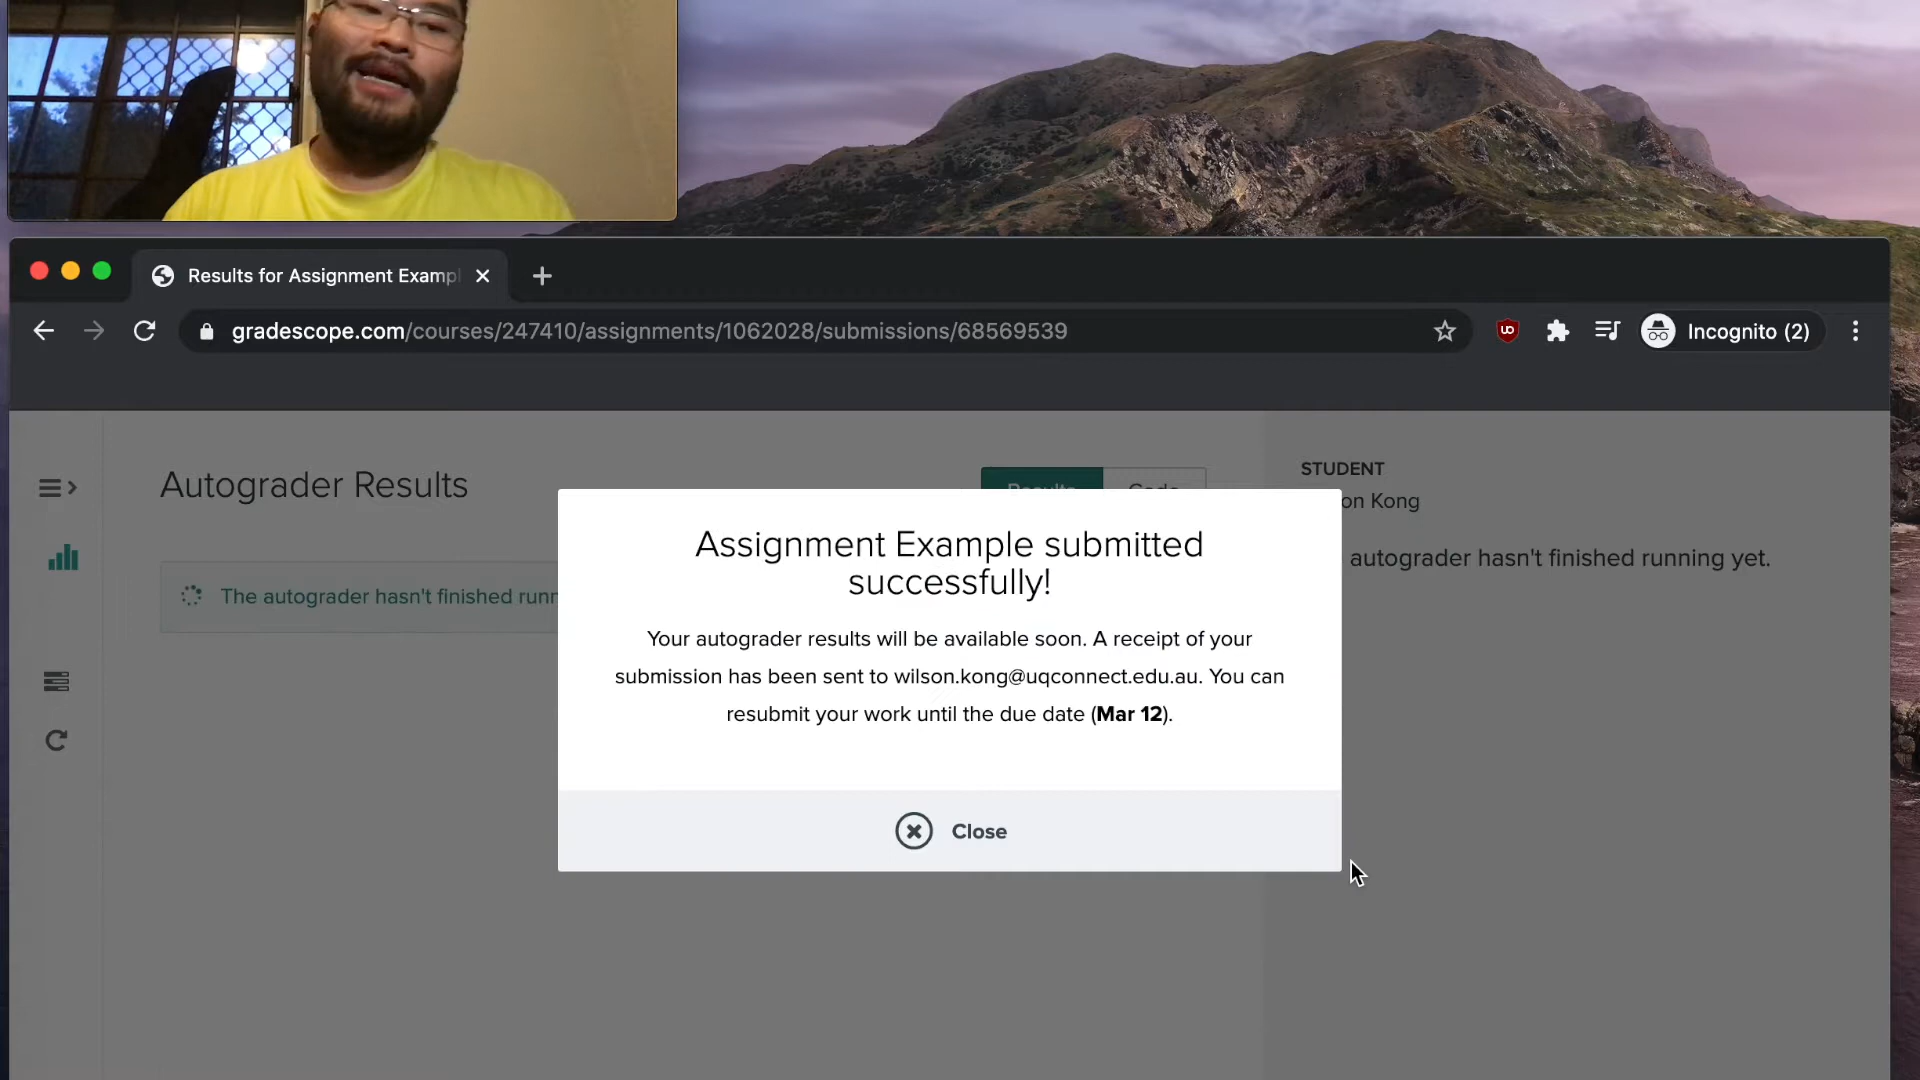 Results for Assignment Exampl
gradescope.com/courses/247410/assignments/1062028/submissions/68569539
Incognito (2)
Autograder Results
Results
Code
STUDENT
on Kong
The autograder hasn't finished runn
autograder hasn't finished running yet.
Assignment Example submitted
successfully!
Your autograder results will be available soon. A receipt of your
submission has been sent to wilson.kong@uqconnect.edu.au. You can
resubmit your work until the due date (Mar 12).
Close